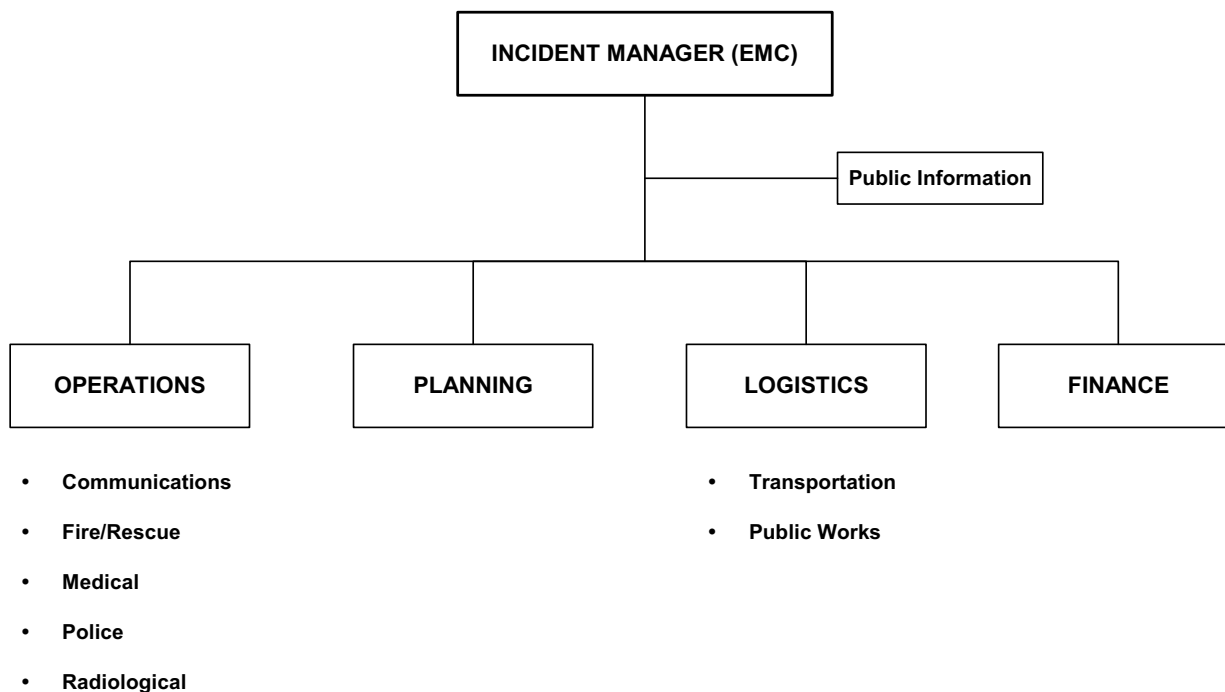 INCIDENT MANAGER (EMC)
Public Information
OPERATIONS
PLANNING
LOGISTICS
FINANCE
• Communications
• Fire/Rescue
• Medical
• Police
• Radiological
• Transportation
• Public Works